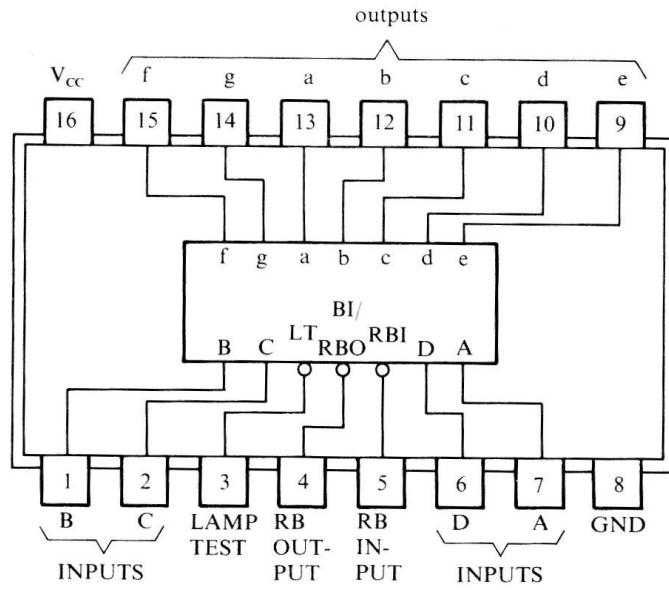 outputs
V_CC f g a b c d e
16 15 14 13 12 11 10 9
f g a b c d e
BI/
LT RBO RBI
B C D A
1 2 3 4 5 6 7 8
B C LAMP TEST RB OUT-PUT RB IN-PUT D A GND
INPUTS INPUTS